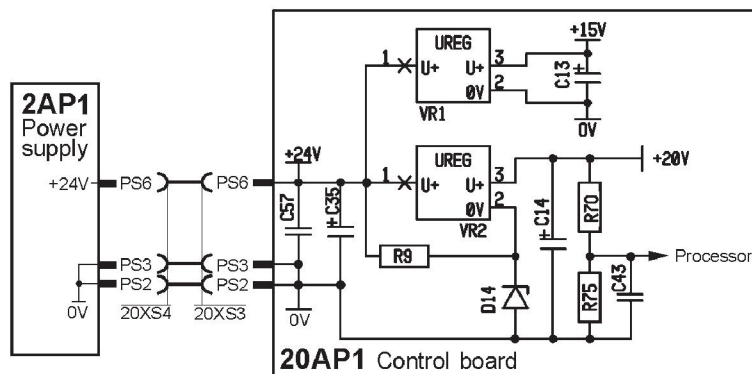 2AP1
Power
supply
+24V
0V
PS6
PS3
PS2
20XS4
PS6
PS3
PS2
20XS3
+24V
C57
0V
+C35
1
UREG
U+
3
2
0V
VR1
+15V
+
C13
0V
1
UREG
U+
3
2
0V
VR2
R9
D14
+C14
+20V
R70
R75
C43
Processor
20AP1 Control board